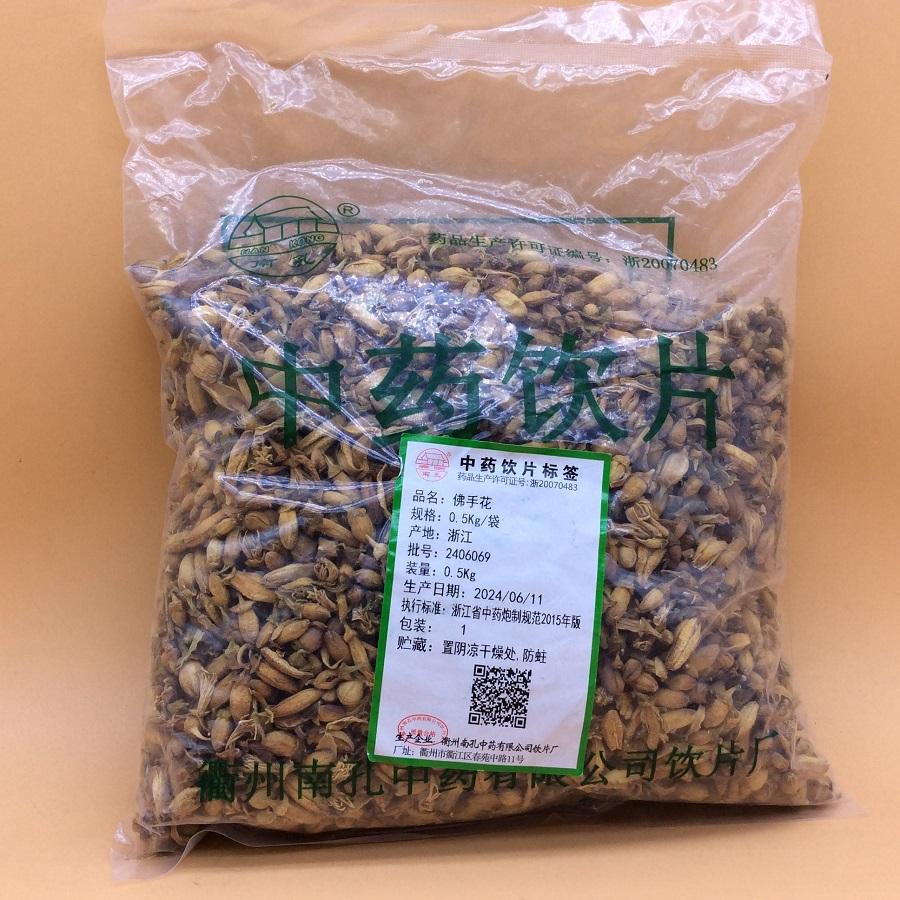 NAN KONG
南孔
®
药品生产许可证编号：浙20070483
中药饮片
南孔
中药饮片标签
药品生产许可证号:浙20070483
品名：佛手花
规格：0.5Kg/袋
产地：浙江
批号：2406069
装量：0.5Kg
生产日期：2024/06/11
执行标准：浙江省中药炮制规范2015年版
包装： 1
贮藏：置阴凉干燥处,防蛀
生产企业：衢州南孔中药有限公司饮片厂
厂址：衢州市衢江区春苑中路11号
衢州南孔中药有限公司饮片厂